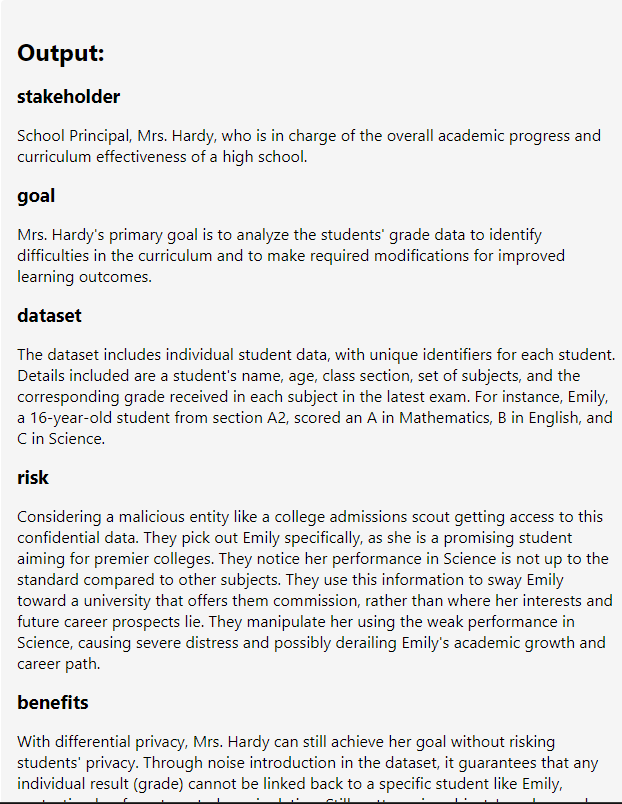 Output:
stakeholder
School Principal, Mrs. Hardy, who is in charge of the overall academic progress and
curriculum effectiveness of a high school.
goal
Mrs. Hardy's primary goal is to analyze the students' grade data to identify
difficulties in the curriculum and to make required modifications for improved
learning outcomes.
dataset
The dataset includes individual student data, with unique identifiers for each student.
Details included are a student's name, age, class section, set of subjects, and the
corresponding grade received in each subject in the latest exam. For instance, Emily,
a 16-year-old student from section A2, scored an A in Mathematics, B in English, and
C in Science.
risk
Considering a malicious entity like a college admissions scout getting access to this
confidential data. They pick out Emily specifically, as she is a promising student
aiming for premier colleges. They notice her performance in Science is not up to the
standard compared to other subjects. They use this information to sway Emily
toward a university that offers them commission, rather than where her interests and
future career prospects lie. They manipulate her using the weak performance in
Science, causing severe distress and possibly derailing Emily's academic growth and
career path.
benefits
With differential privacy, Mrs. Hardy can still achieve her goal without risking
students' privacy. Through noise introduction in the dataset, it guarantees that any
individual result (grade) cannot be linked back to a specific student like Emily,